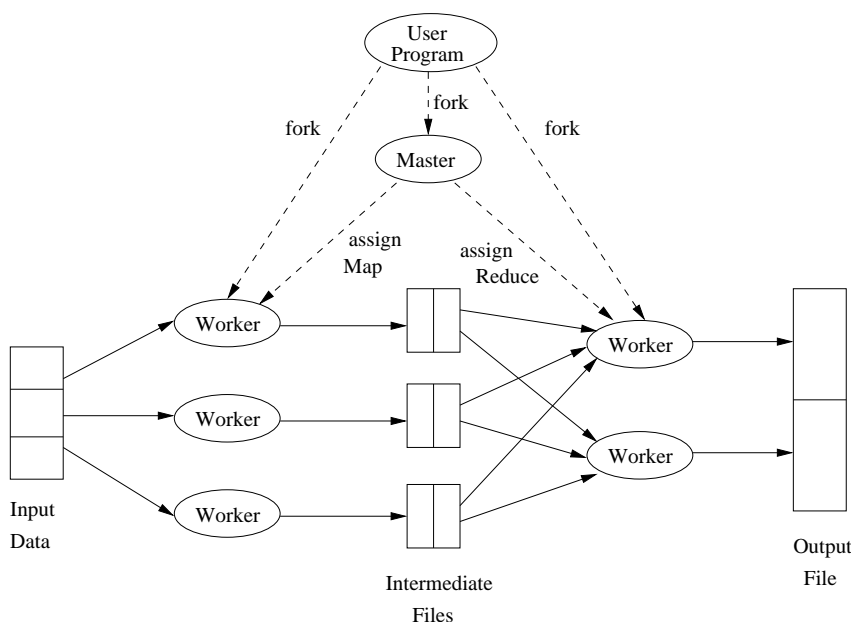 User
Program
fork
fork
fork
Master
assign
Map
assign
Reduce
Worker
Worker
Worker
Worker
Worker
Input
Data
Intermediate
Files
Output
File